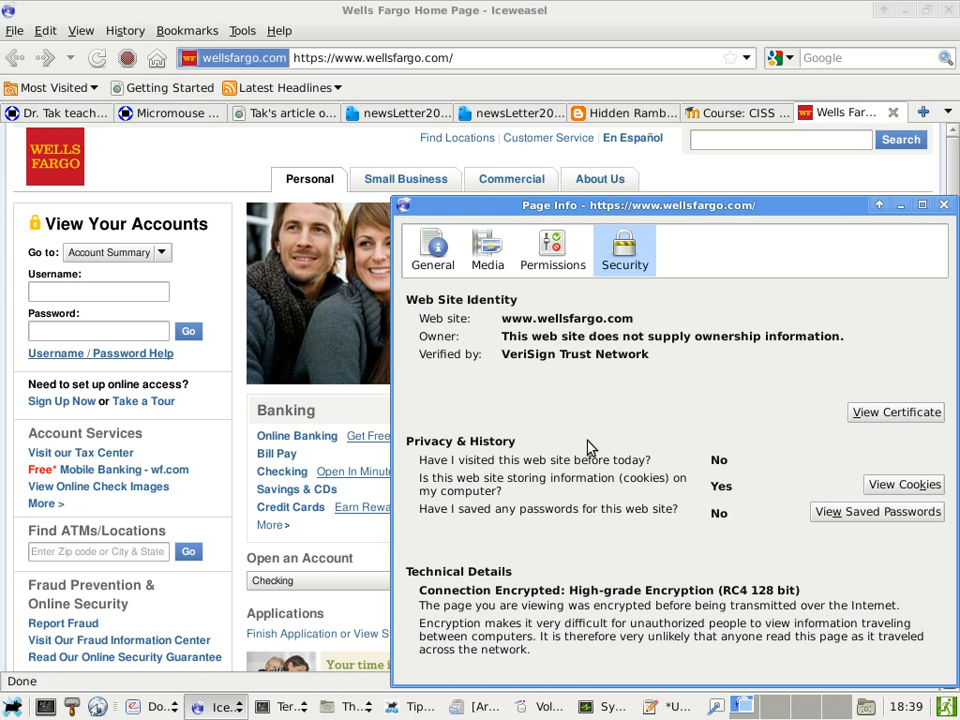 Wells Fargo Home Page - Iceweasel
File Edit View History Bookmarks Tools Help
WF wellsfargo.com https://www.wellsfargo.com/ Google
Most Visited Getting Started Latest Headlines
Dr. Tak teach... Micromouse ... Tak's article o... newsLetter20... newsLetter20... Hidden Ramb... Course: CISS ... Wells Far...
WELLS
FARGO
Find Locations | Customer Service | En Español
Search
Personal Small Business Commercial About Us
View Your Accounts
Go to: Account Summary
Username:
Password:
Go
Username / Password Help
Need to set up online access?
Sign Up Now or Take a Tour
Account Services
Visit our Tax Center
Free* Mobile Banking - wf.com
View Online Check Images
More >
Find ATMs/Locations
Enter Zip code or City & State Go
Fraud Prevention &
Online Security
Report Fraud
Visit Our Fraud Information Center
Read Our Online Security Guarantee
Banking
Online Banking Get Free
Bill Pay
Checking Open In Minute
Savings & CDs
Credit Cards Earn Rewa
More >
Open an Account
Checking
Applications
Finish Application or View S
Your time i
Page Info - https://www.wellsfargo.com/
General Media Permissions Security
Web Site Identity
Web site: www.wellsfargo.com
Owner: This web site does not supply ownership information.
Verified by: VeriSign Trust Network
View Certificate
Privacy & History
Have I visited this web site before today? No
Is this web site storing information (cookies) on
my computer? Yes View Cookies
Have I saved any passwords for this web site? No View Saved Passwords
Technical Details
Connection Encrypted: High-grade Encryption (RC4 128 bit)
The page you are viewing was encrypted before being transmitted over the Internet.
Encryption makes it very difficult for unauthorized people to view information traveling
between computers. It is therefore very unlikely that anyone read this page as it traveled
across the network.
Done
Do... Ice... Ter... Th... Tip... [Ar... Vol... Sy... *U... 18:39